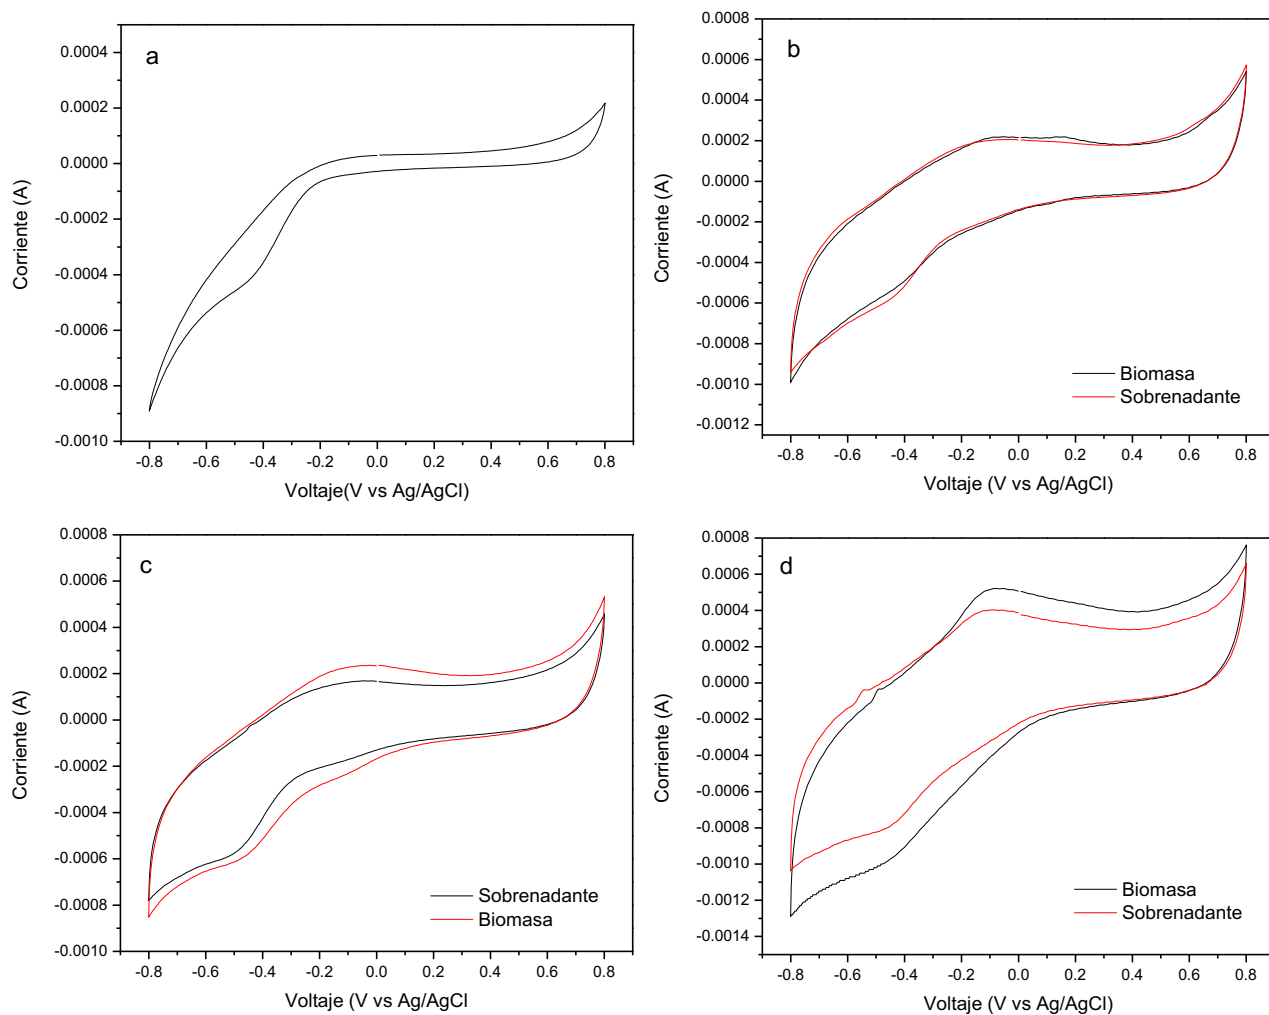 a
0.0004
0.0002
0.0000
-0.0002
-0.0004
-0.0006
-0.0008
-0.0010
Corriente (A)
-0.8 -0.6 -0.4 -0.2 0.0 0.2 0.4 0.6 0.8
Voltaje(V vs Ag/AgCl)
b
0.0008
0.0006
0.0004
0.0002
0.0000
-0.0002
-0.0004
-0.0006
-0.0008
-0.0010
-0.0012
Corriente (A)
Biomasa
Sobrenadante
-0.8 -0.6 -0.4 -0.2 0.0 0.2 0.4 0.6 0.8
Voltaje (V vs Ag/AgCl)
c
0.0008
0.0006
0.0004
0.0002
0.0000
-0.0002
-0.0004
-0.0006
-0.0008
-0.0010
Corriente (A)
Sobrenadante
Biomasa
-0.8 -0.6 -0.4 -0.2 0.0 0.2 0.4 0.6 0.8
Voltaje (V vs Ag/AgCl
d
0.0008
0.0006
0.0004
0.0002
0.0000
-0.0002
-0.0004
-0.0006
-0.0008
-0.0010
-0.0012
-0.0014
Corriente (A)
Biomasa
Sobrenadante
-0.8 -0.6 -0.4 -0.2 0.0 0.2 0.4 0.6 0.8
Voltaje (V vs Ag/AgCl)